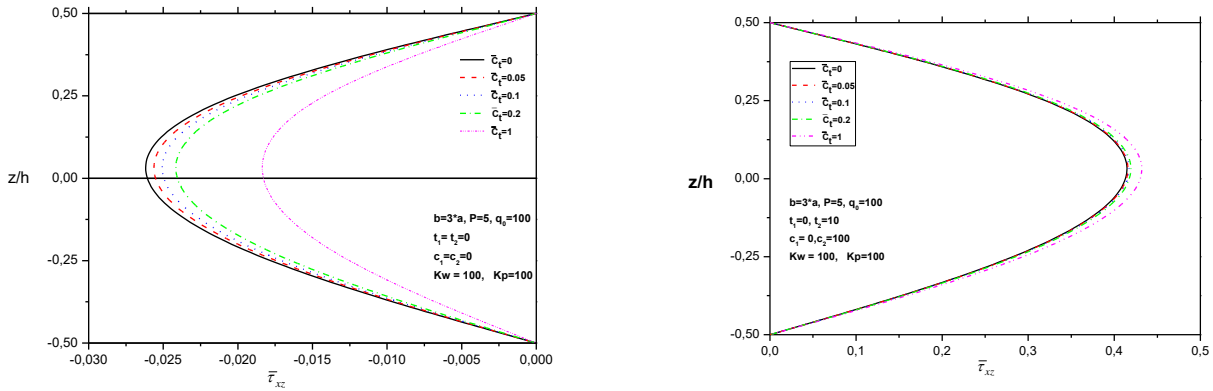 0,50
0,25
0,00
-0,25
-0,50
z/h
C̄t=0
C̄t=0.05
C̄t=0.1
C̄t=0.2
C̄t=1
b=3*a, P=5, q0=100
t1= t2=0
c1=c2=0
Kw = 100, Kp=100
-0,030 -0,025 -0,020 -0,015 -0,010 -0,005 0,000
τ̄xz
0,50
0,25
0,00
-0,25
-0,50
z/h
C̄t=0
C̄t=0.05
C̄t=0.1
C̄t=0.2
C̄t=1
b=3*a, P=5, q0=100
t1=0, t2=10
c1= 0,c2=100
Kw = 100, Kp=100
0,0 0,1 0,2 0,3 0,4 0,5
τ̄xz